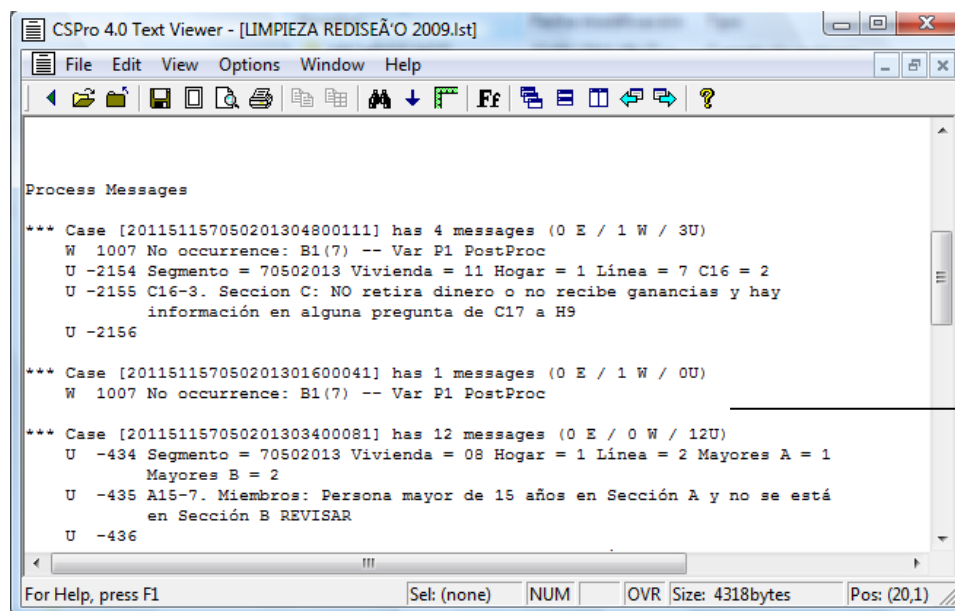 CSPro 4.0 Text Viewer - [LIMPIEZA REDISEÃ'O 2009.lst]
File Edit View Options Window Help
Ff
Process Messages
*** Case [201151157050201304800111] has 4 messages (0 E / 1 W / 3U)
W 1007 No occurrence: B1(7) -- Var P1 PostProc
U -2154 Segmento = 70502013 Vivienda = 11 Hogar = 1 Línea = 7 C16 = 2
U -2155 C16-3. Seccion C: NO retira dinero o no recibe ganancias y hay
información en alguna pregunta de C17 a H9
U -2156
*** Case [201151157050201301600041] has 1 messages (0 E / 1 W / 0U)
W 1007 No occurrence: B1(7) -- Var P1 PostProc
*** Case [201151157050201303400081] has 12 messages (0 E / 0 W / 12U)
U -434 Segmento = 70502013 Vivienda = 08 Hogar = 1 Línea = 2 Mayores A = 1
Mayores B = 2
U -435 A15-7. Miembros: Persona mayor de 15 años en Sección A y no se está
en Sección B REVISAR
U -436
For Help, press F1 Sel: (none) NUM OVR Size: 4318bytes Pos: (20,1)